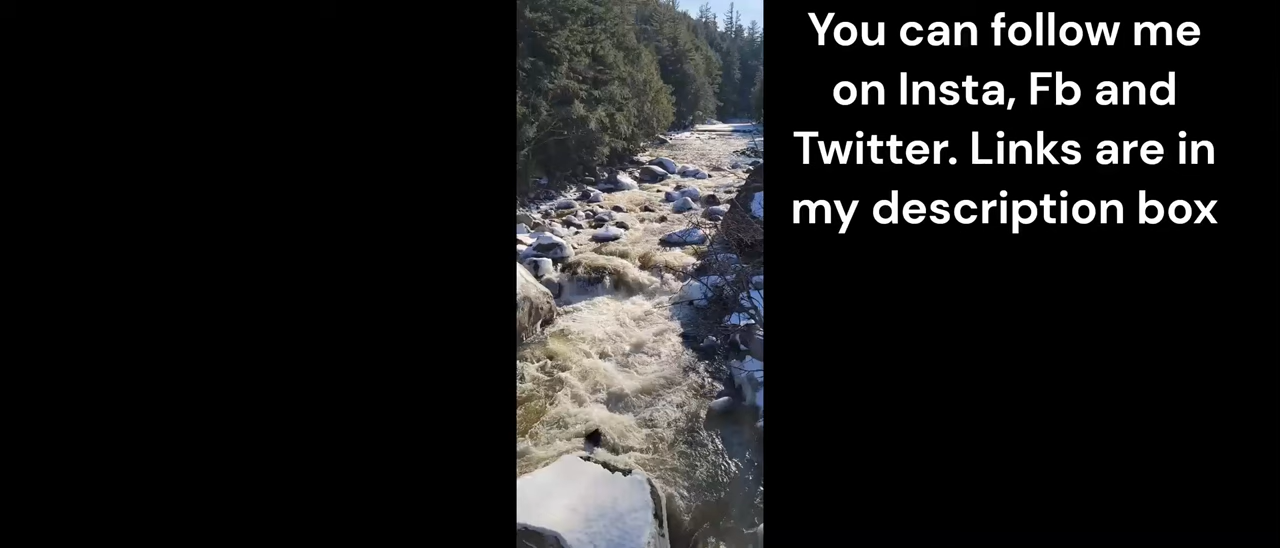 You can follow me
on Insta, Fb and
Twitter. Links are in
my description box